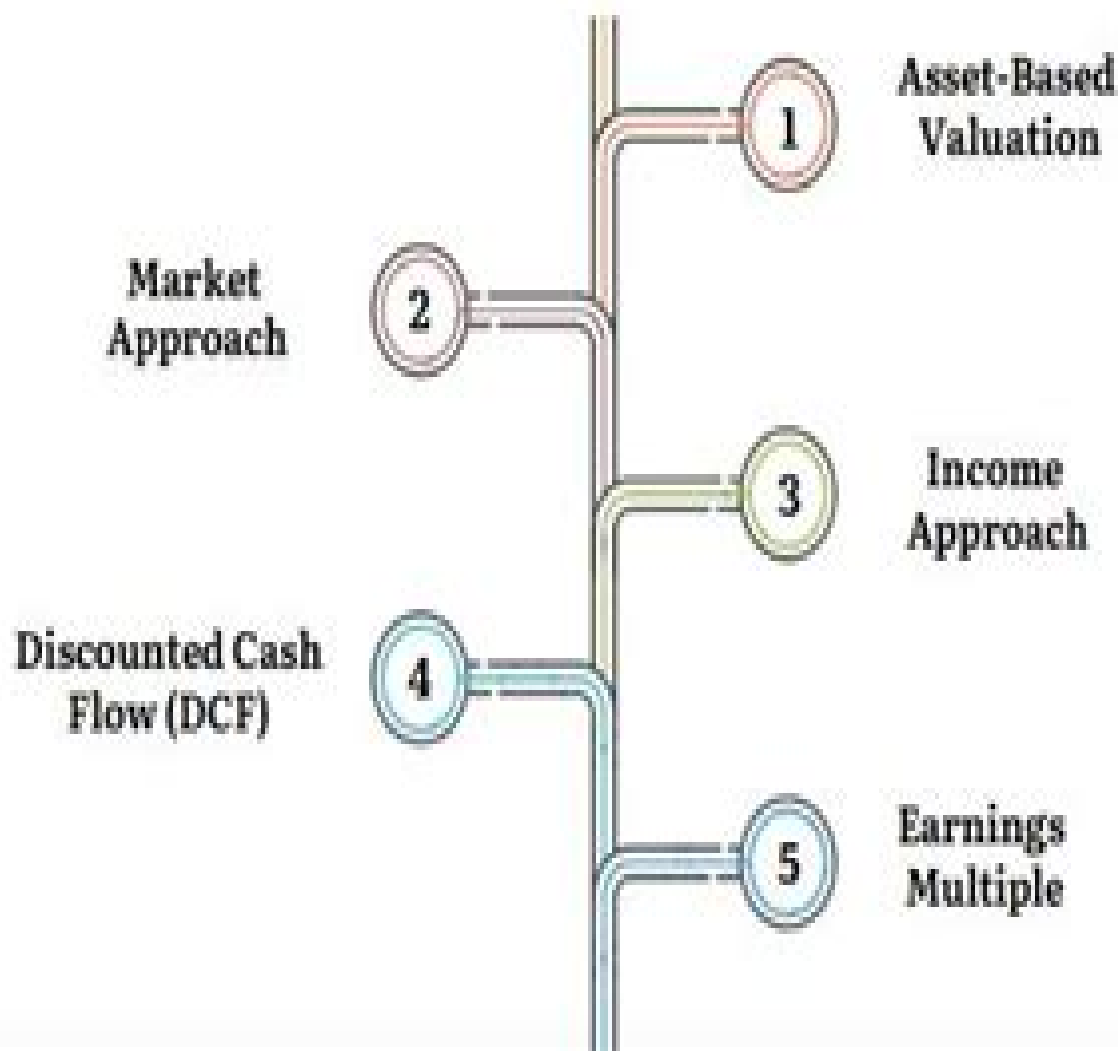 1
Asset-Based
Valuation
Market
Approach
2
3
Income
Approach
Discounted Cash
Flow (DCF)
4
5
Earnings
Multiple